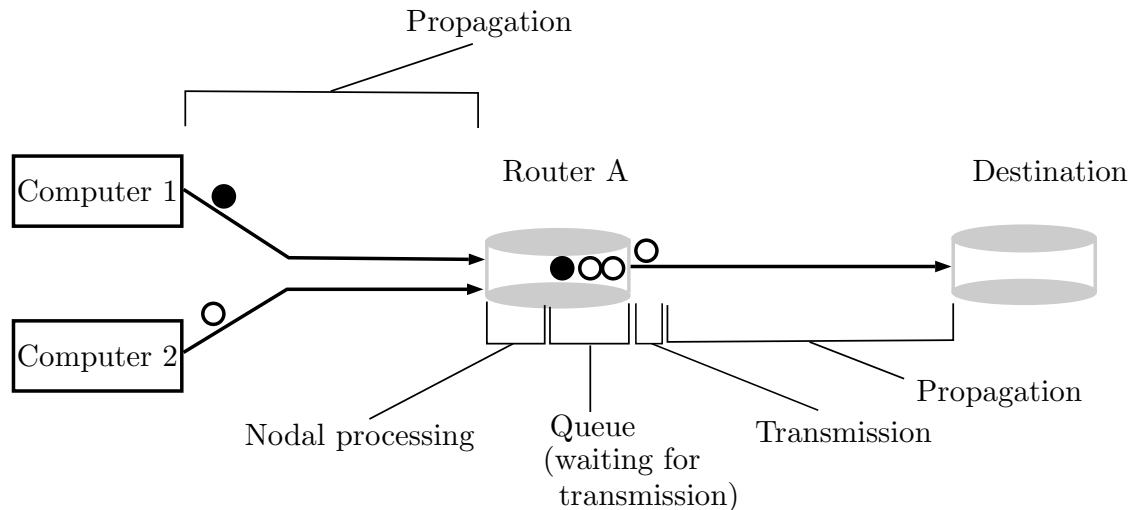 Propagation
Router A
Destination
Computer 1
Computer 2
Propagation
Nodal processing
Queue
(waiting for
transmission)
Transmission